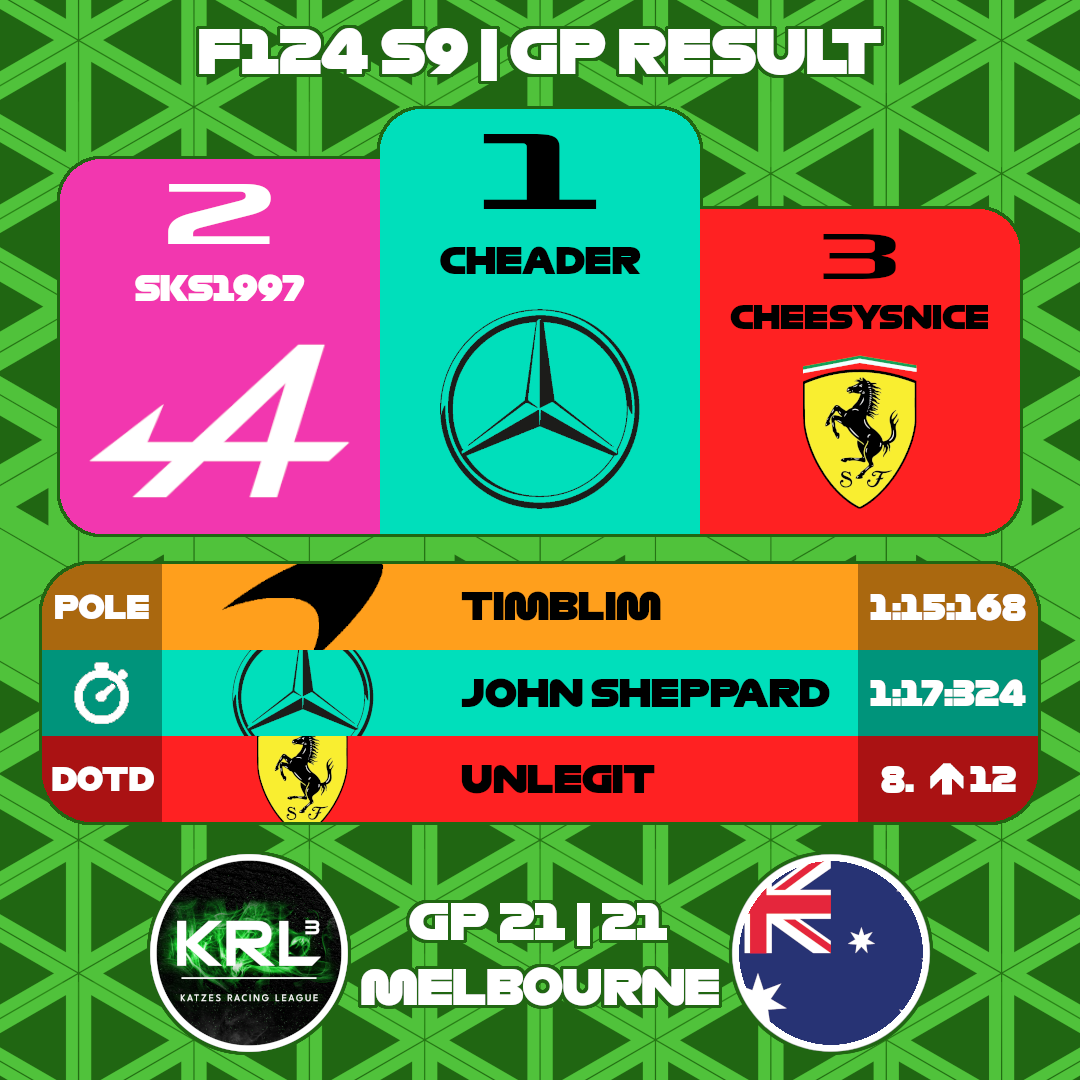 F124 S9 | GP RESULT
1
CHEADER
2
SKS1997
3
CHEESYSNICE
S F
POLE TIMBLIM 1:15:168
JOHN SHEPPARD 1:17:324
DOTD UNLEGIT 8. 12
S F
KRL3
KATZES RACING LEAGUE
GP 21 | 21
MELBOURNE